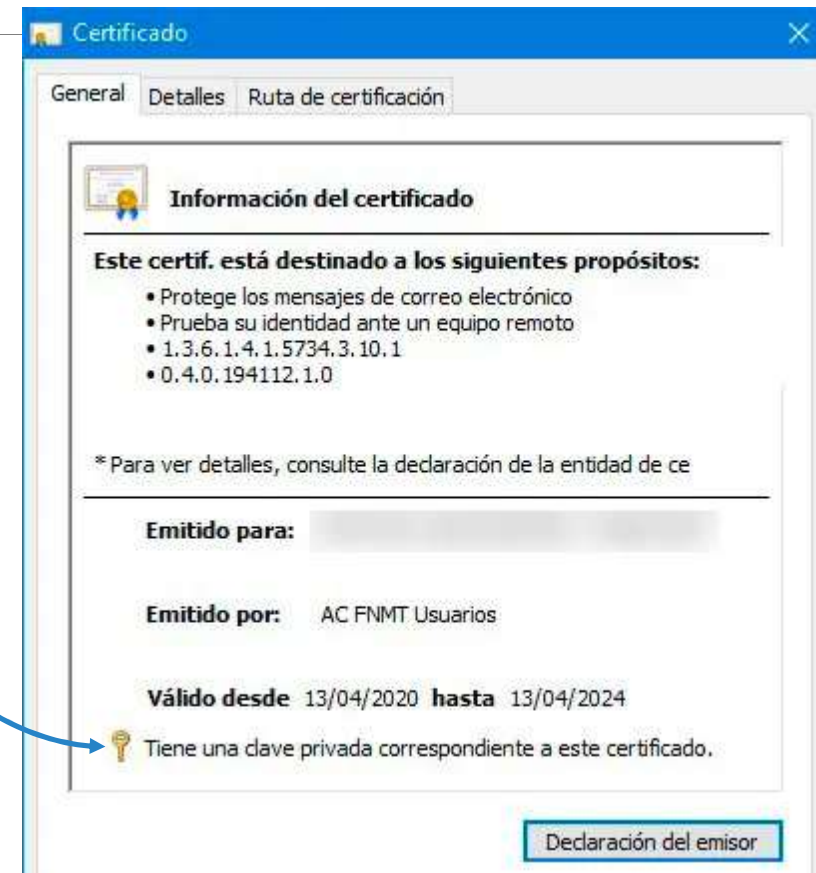 Certificado
General Detalles Ruta de certificación
Información del certificado
Este certif. está destinado a los siguientes propósitos:
• Protege los mensajes de correo electrónico
• Prueba su identidad ante un equipo remoto
• 1.3.6.1.4.1.5734.3.10.1
• 0.4.0.194112.1.0
* Para ver detalles, consulte la declaración de la entidad de ce
Emitido para:
Emitido por: AC FNMT Usuarios
Válido desde 13/04/2020 hasta 13/04/2024
Tiene una clave privada correspondiente a este certificado.
Declaración del emisor